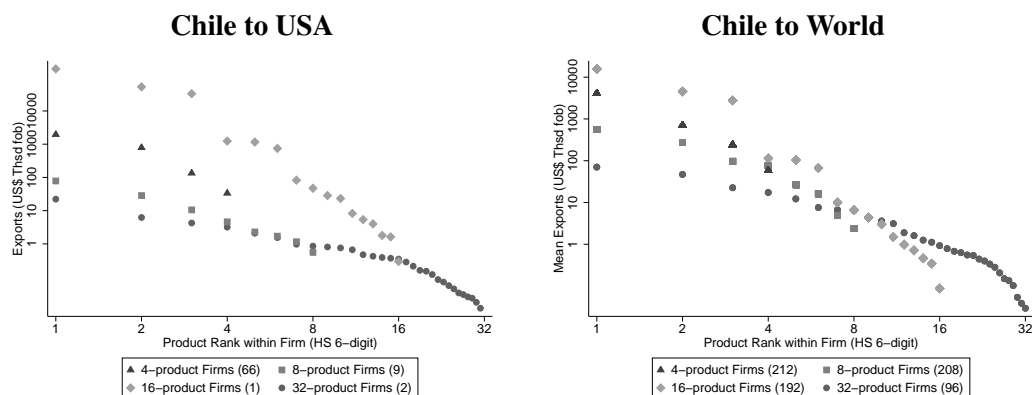 Chile to USA
Exports (US$ Thsd fob)
10000
1000
100
10
1
1 2 4 8 16 32
Product Rank within Firm (HS 6−digit)
4−product Firms (66) 8−product Firms (9)
16−product Firms (1) 32−product Firms (2)
Chile to World
Mean Exports (US$ Thsd fob)
10000
1000
100
10
1
1 2 4 8 16 32
Product Rank within Firm (HS 6−digit)
4−product Firms (212) 8−product Firms (208)
16−product Firms (192) 32−product Firms (96)